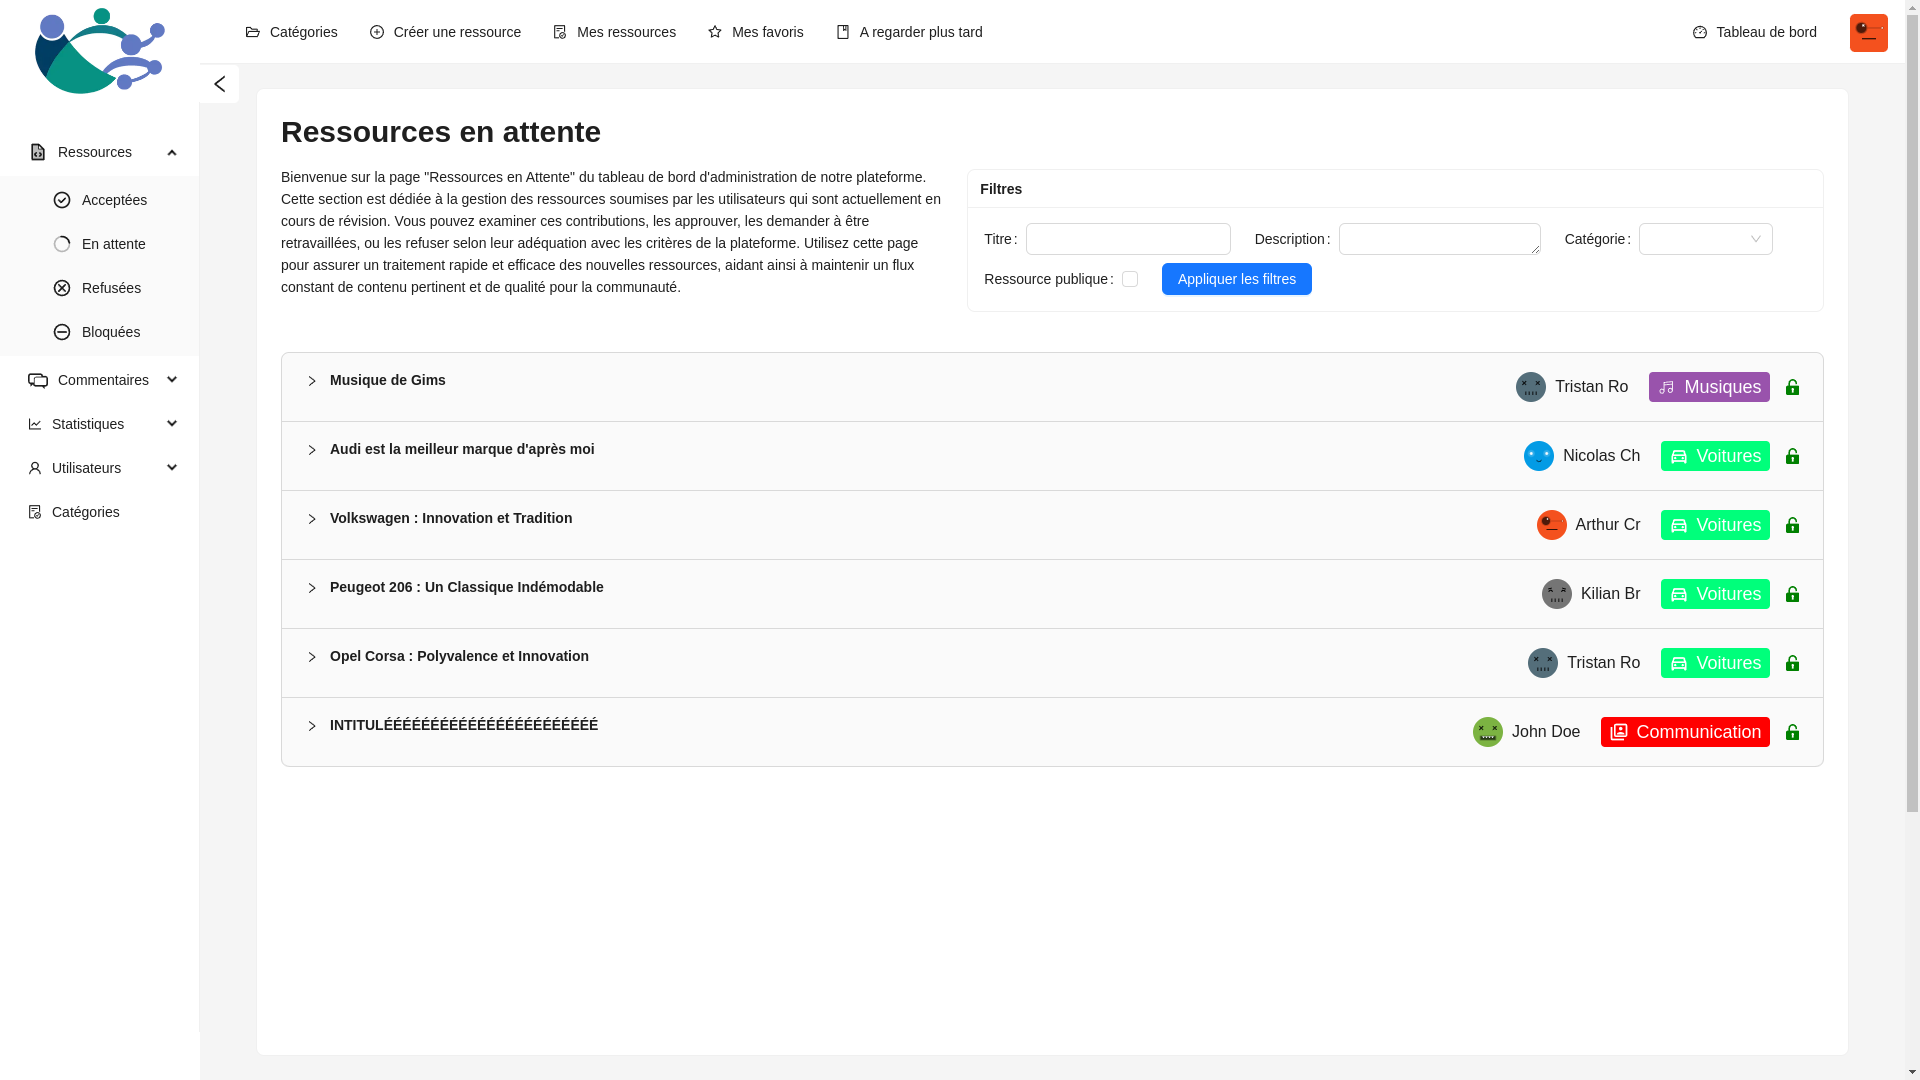 Catégories
Créer une ressource
Mes ressources
Mes favoris
A regarder plus tard
Tableau de bord
Ressources
Acceptées
En attente
Refusées
Bloquées
Commentaires
Statistiques
Utilisateurs
Catégories
Ressources en attente
Bienvenue sur la page "Ressources en Attente" du tableau de bord d'administration de notre plateforme.
Cette section est dédiée à la gestion des ressources soumises par les utilisateurs qui sont actuellement en
cours de révision. Vous pouvez examiner ces contributions, les approuver, les demander à être
retravaillées, ou les refuser selon leur adéquation avec les critères de la plateforme. Utilisez cette page
pour assurer un traitement rapide et efficace des nouvelles ressources, aidant ainsi à maintenir un flux
constant de contenu pertinent et de qualité pour la communauté.
Filtres
Titre :
Description :
Catégorie :
Ressource publique :
Appliquer les filtres
Musique de Gims
Tristan Ro
Musiques
Audi est la meilleur marque d'après moi
Nicolas Ch
Voitures
Volkswagen : Innovation et Tradition
Arthur Cr
Voitures
Peugeot 206 : Un Classique Indémodable
Kilian Br
Voitures
Opel Corsa : Polyvalence et Innovation
Tristan Ro
Voitures
INTITULÉÉÉÉÉÉÉÉÉÉÉÉÉÉÉÉÉÉÉÉÉÉÉ
John Doe
Communication